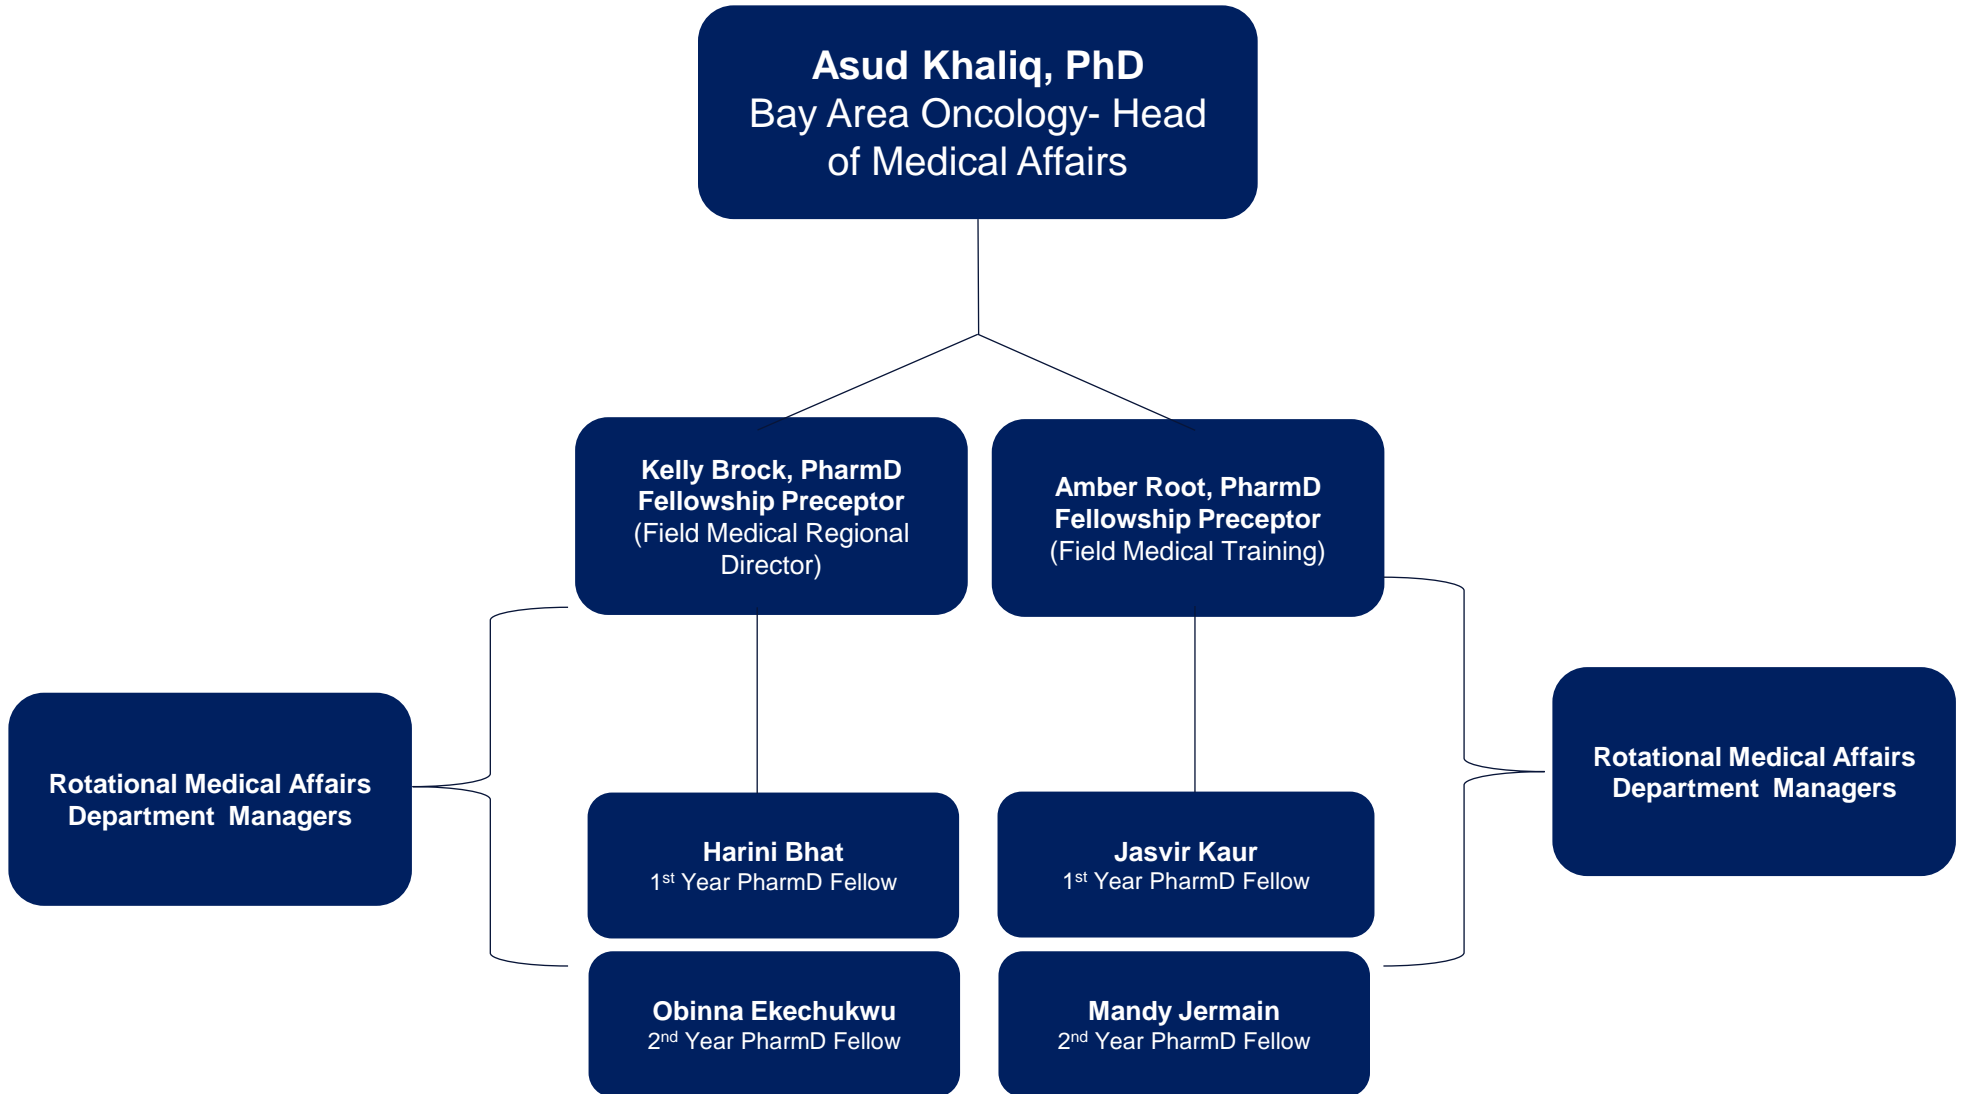 Asud Khaliq, PhD
Bay Area Oncology- Head
of Medical Affairs
Kelly Brock, PharmD
Fellowship Preceptor
(Field Medical Regional
Director)
Amber Root, PharmD
Fellowship Preceptor
(Field Medical Training)
Rotational Medical Affairs
Department  Managers
Rotational Medical Affairs
Department  Managers
Harini Bhat
1st Year PharmD Fellow
Jasvir Kaur
1st Year PharmD Fellow
Obinna Ekechukwu
2nd Year PharmD Fellow
Mandy Jermain
2nd Year PharmD Fellow